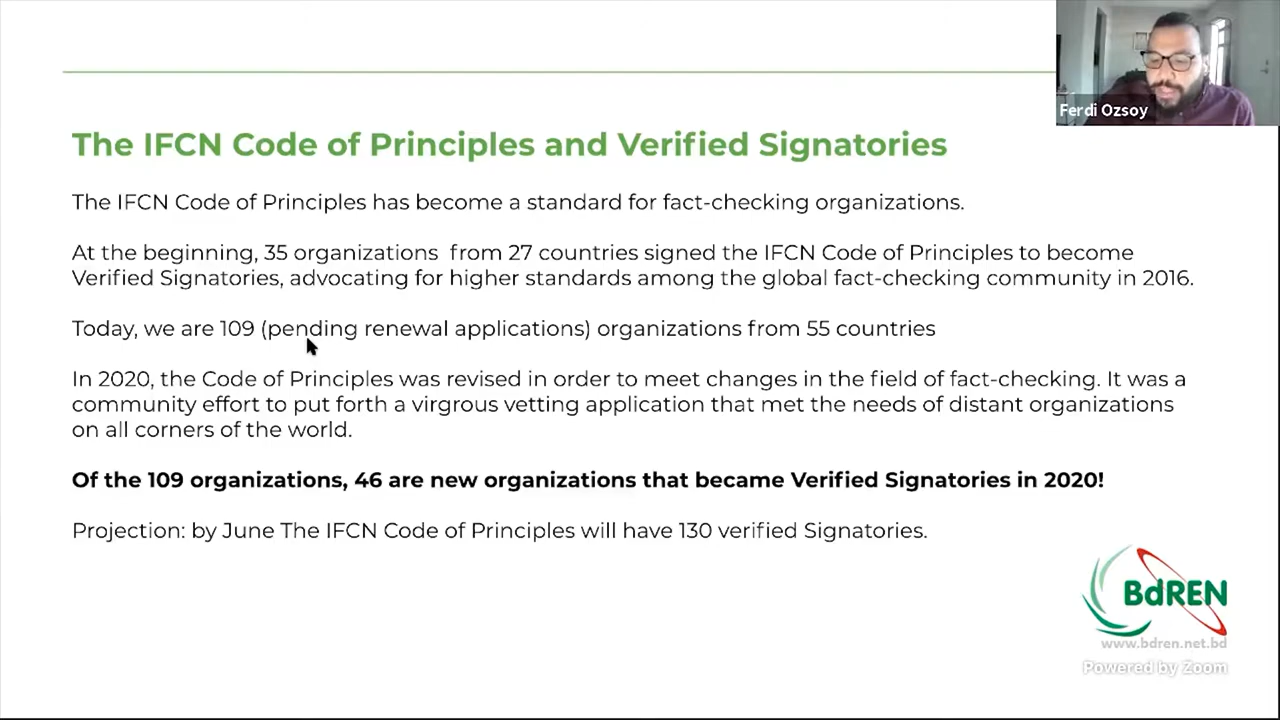 Ferdi Ozsoy
The IFCN Code of Principles and Verified Signatories
The IFCN Code of Principles has become a standard for fact-checking organizations.
At the beginning, 35 organizations from 27 countries signed the IFCN Code of Principles to become
Verified Signatories, advocating for higher standards among the global fact-checking community in 2016.
Today, we are 109 (pending renewal applications) organizations from 55 countries
In 2020, the Code of Principles was revised in order to meet changes in the field of fact-checking. It was a
community effort to put forth a virgrous vetting application that met the needs of distant organizations
on all corners of the world.
Of the 109 organizations, 46 are new organizations that became Verified Signatories in 2020!
Projection: by June The IFCN Code of Principles will have 130 verified Signatories.
BdREN
www.bdren.net.bd
Powered by Zoom